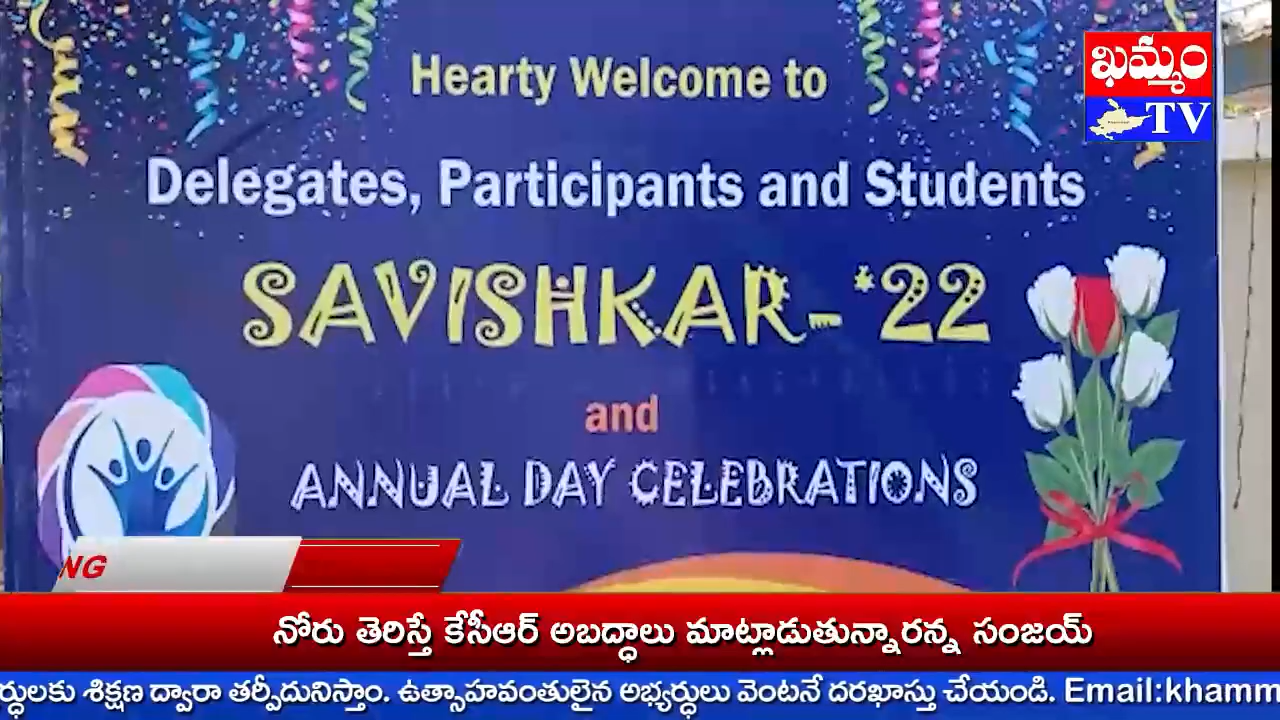 ఖమ్మం
TV
Hearty Welcome to
Delegates, Participants and Students
SAVISHKAR-'22
and
ANNUAL DAY CELEBRATIONS
NG
నోరు తెరిస్తే కేసీఆర్ అబద్ధాలు మాట్లాడుతున్నారన్న సంజయ్
ర్థులకు శిక్షణ ద్వారా తర్ఫీదునిస్తాం. ఉత్సాహవంతులైన అభ్యర్థులు వెంటనే దరఖాస్తు చేయండి. Email:khamm